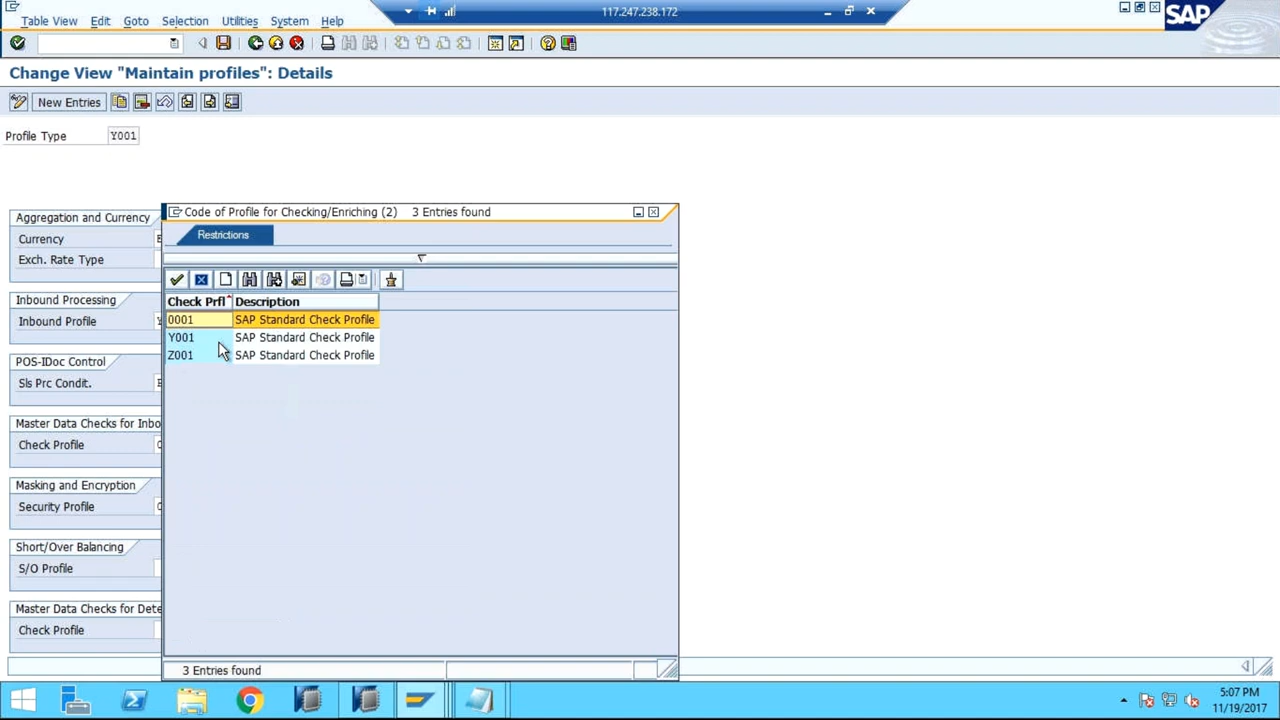 117.247.238.172
Table View Edit Goto Selection Utilities System Help
SAP
Change View "Maintain profiles": Details
New Entries
Profile Type Y001
Aggregation and Currency
Currency
Exch. Rate Type
Inbound Processing
Inbound Profile
POS-IDoc Control
Sls Prc Condit.
Master Data Checks for Inbo
Check Profile
Masking and Encryption
Security Profile
Short/Over Balancing
S/O Profile
Master Data Checks for Dete
Check Profile
Code of Profile for Checking/Enriching (2) 3 Entries found
Restrictions
Check Prfl Description
0001 SAP Standard Check Profile
Y001 SAP Standard Check Profile
Z001 SAP Standard Check Profile
3 Entries found
5:07 PM
11/19/2017